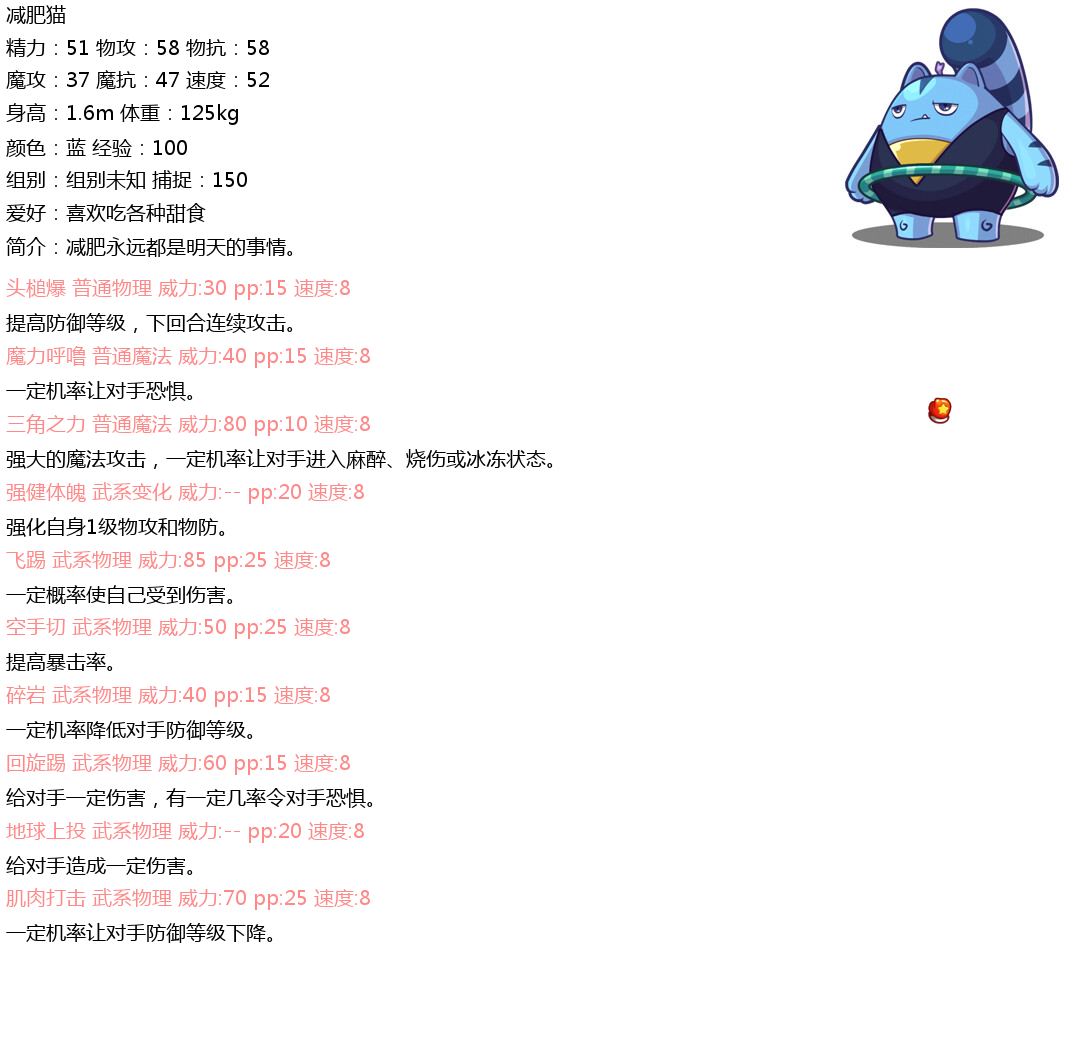 减肥猫
精力：51 物攻：58 物抗：58
魔攻：37 魔抗：47 速度：52
身高：1.6m 体重：125kg
颜色：蓝 经验：100
组别：组别未知 捕捉：150
爱好：喜欢吃各种甜食
简介：减肥永远都是明天的事情。
头槌爆 普通物理 威力:30 pp:15 速度:8
提高防御等级，下回合连续攻击。
魔力呼噜 普通魔法 威力:40 pp:15 速度:8
一定机率让对手恐惧。
三角之力 普通魔法 威力:80 pp:10 速度:8
强大的魔法攻击，一定机率让对手进入麻醉、烧伤或冰冻状态。
强健体魄 武系变化 威力:-- pp:20 速度:8
强化自身1级物攻和物防。
飞踢 武系物理 威力:85 pp:25 速度:8
一定概率使自己受到伤害。
空手切 武系物理 威力:50 pp:25 速度:8
提高暴击率。
碎岩 武系物理 威力:40 pp:15 速度:8
一定机率降低对手防御等级。
回旋踢 武系物理 威力:60 pp:15 速度:8
给对手一定伤害，有一定几率令对手恐惧。
地球上投 武系物理 威力:-- pp:20 速度:8
给对手造成一定伤害。
肌肉打击 武系物理 威力:70 pp:25 速度:8
一定机率让对手防御等级下降。